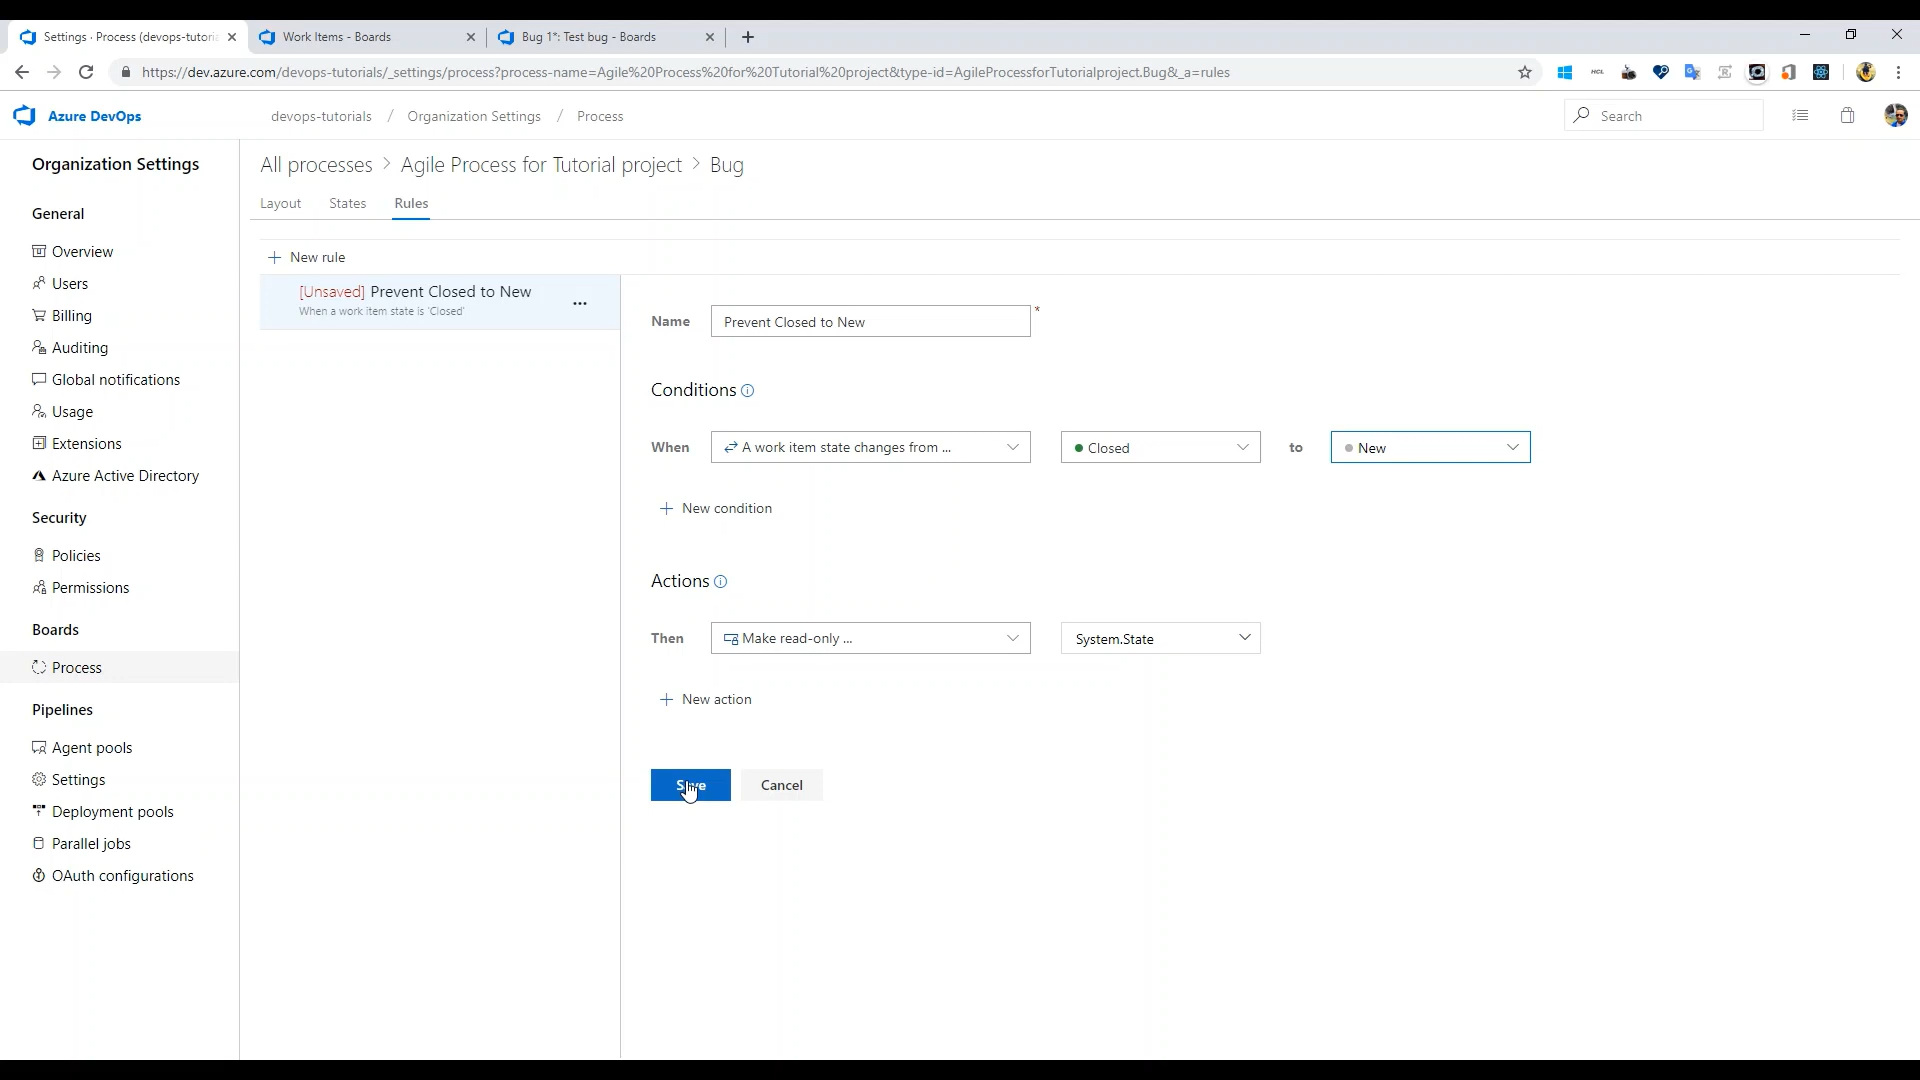 Settings · Process (devops-tutoria
Work Items - Boards
Bug 1*: Test bug - Boards
https://dev.azure.com/devops-tutorials/_settings/process?process-name=Agile%20Process%20for%20Tutorial%20project&type-id=AgileProcessforTutorialproject.Bug&_a=rules
HCL
Azure DevOps
devops-tutorials / Organization Settings / Process
Search
Organization Settings
General
Overview
Users
Billing
Auditing
Global notifications
Usage
Extensions
Azure Active Directory
Security
Policies
Permissions
Boards
Process
Pipelines
Agent pools
Settings
Deployment pools
Parallel jobs
OAuth configurations
All processes > Agile Process for Tutorial project > Bug
Layout States Rules
+ New rule
[Unsaved] Prevent Closed to New ...
When a work item state is 'Closed'
Name Prevent Closed to New *
Conditions
When A work item state changes from ... Closed to New
+ New condition
Actions
Then Make read-only ... System.State
+ New action
Save Cancel